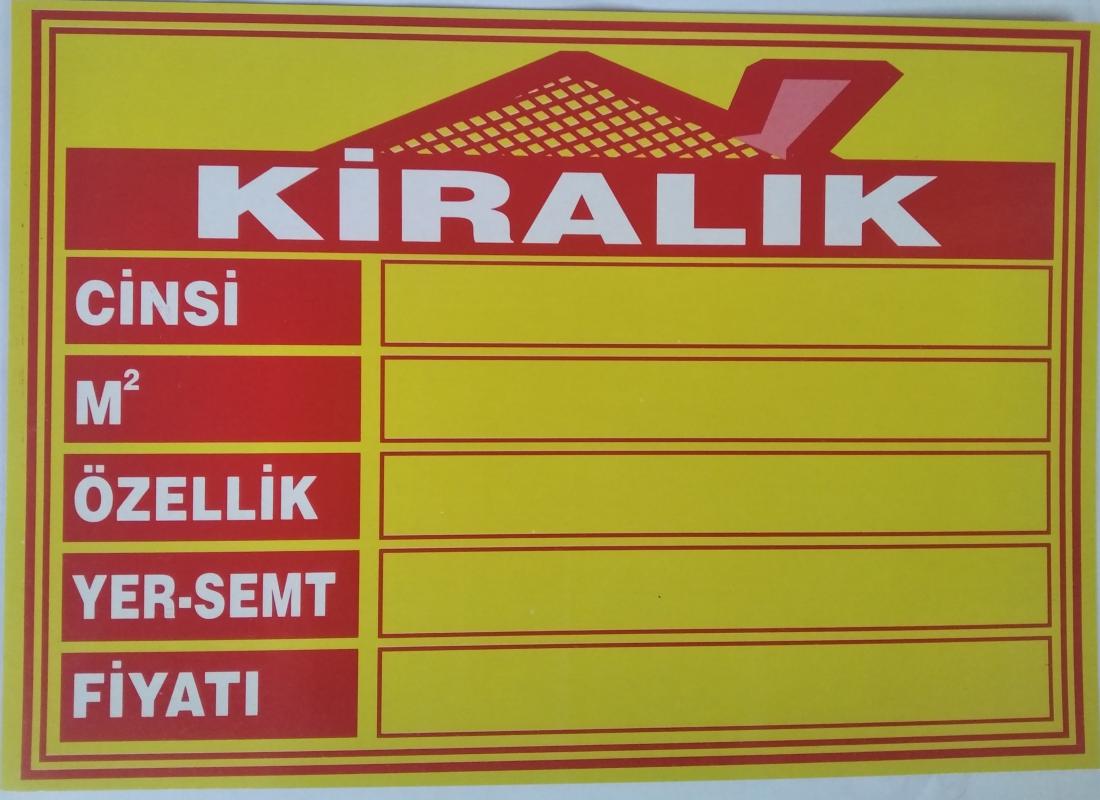 KİRALIK
CİNSİ
M²
ÖZELLİK
YER-SEMT
FİYATI